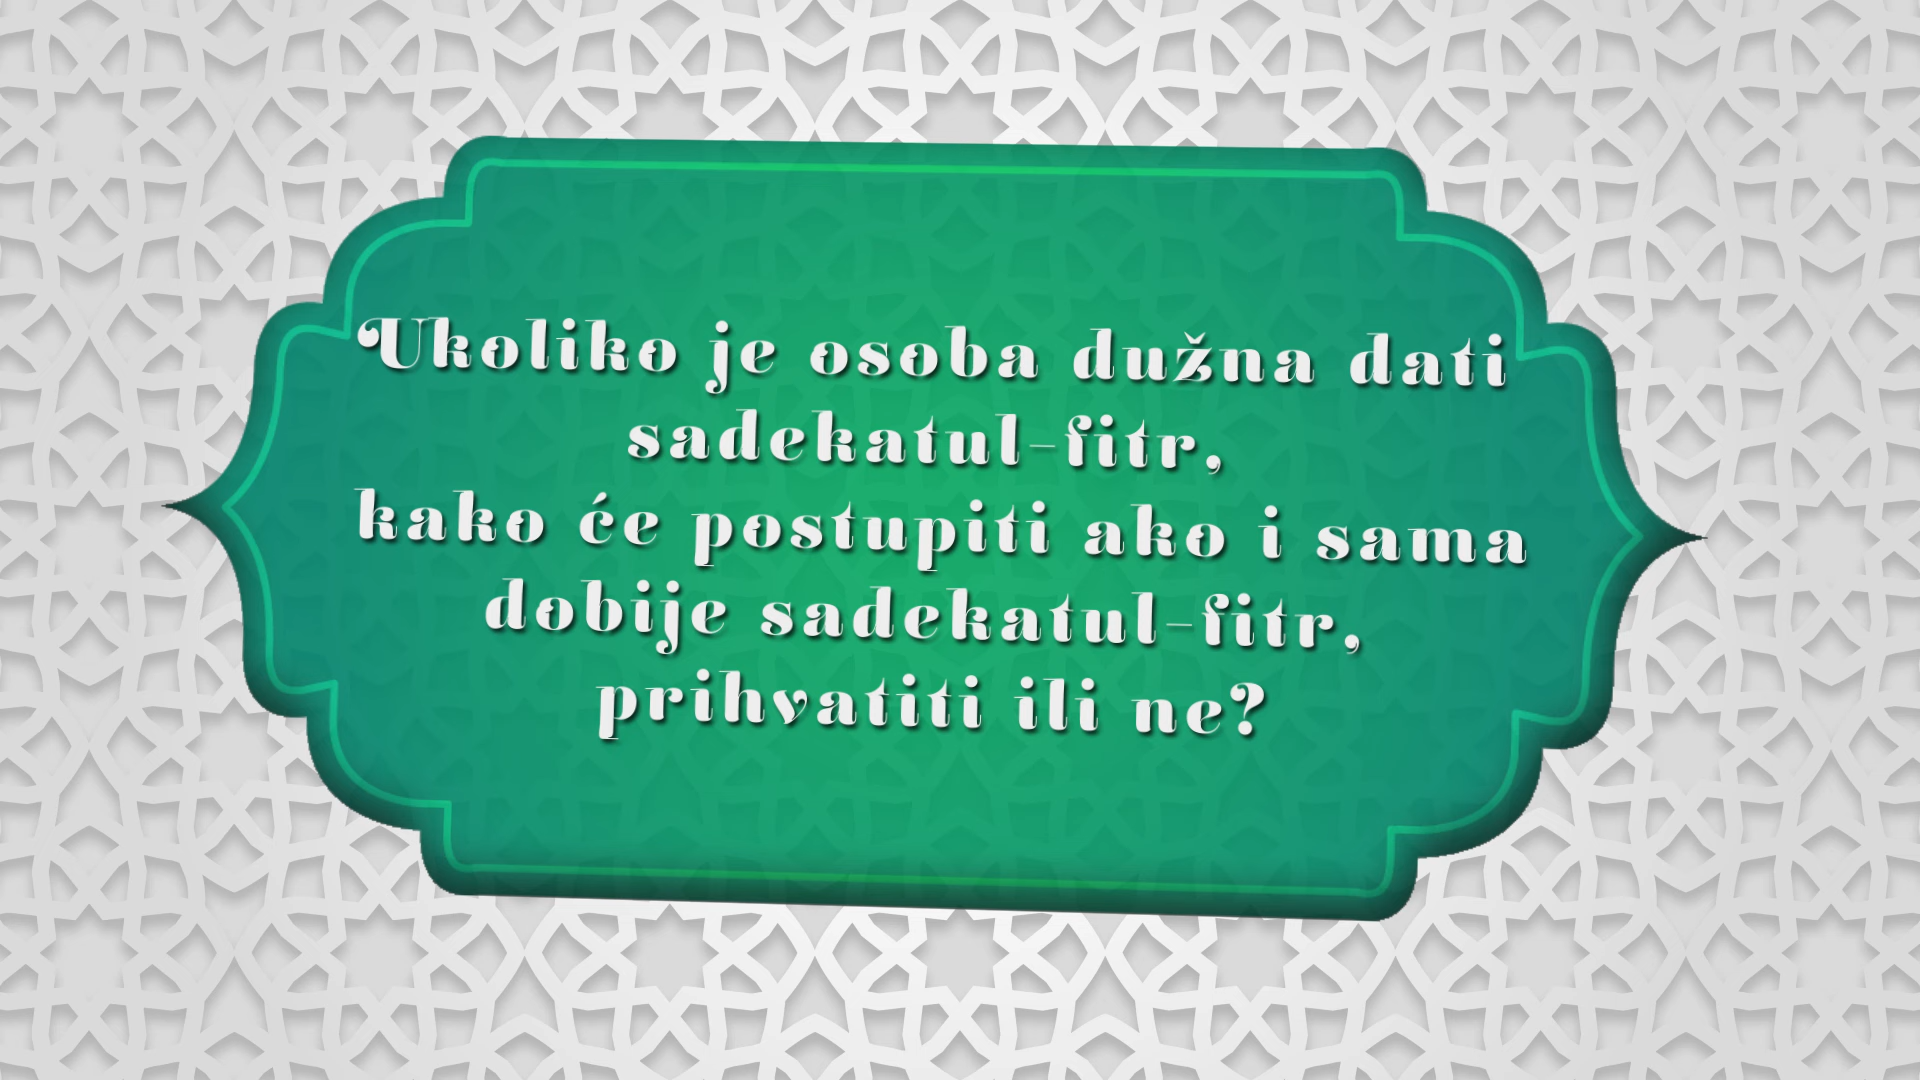 Ukoliko je osoba dužna dati
sadekatul-fitr,
kako će postupiti ako i sama
dobije sadekatul-fitr,
prihvatiti ili ne?